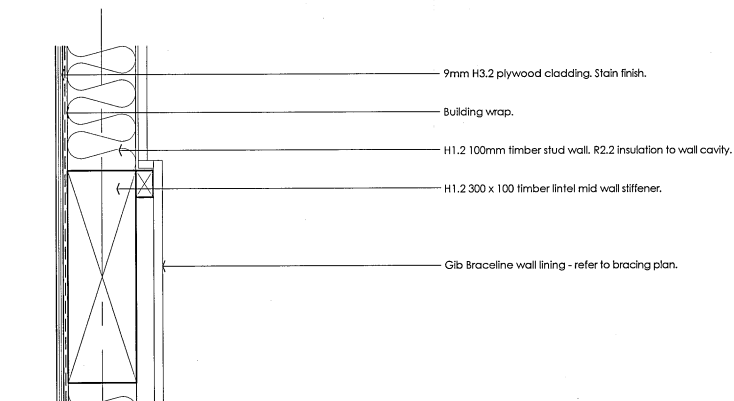 9mm H3.2 plywood cladding. Stain finish.
Building wrap.
H1.2 100mm timber stud wall. R2.2 insulation to wall cavity.
H1.2 300 x 100 timber lintel mid wall stiffener.
Gib Braceline wall lining - refer to bracing plan.